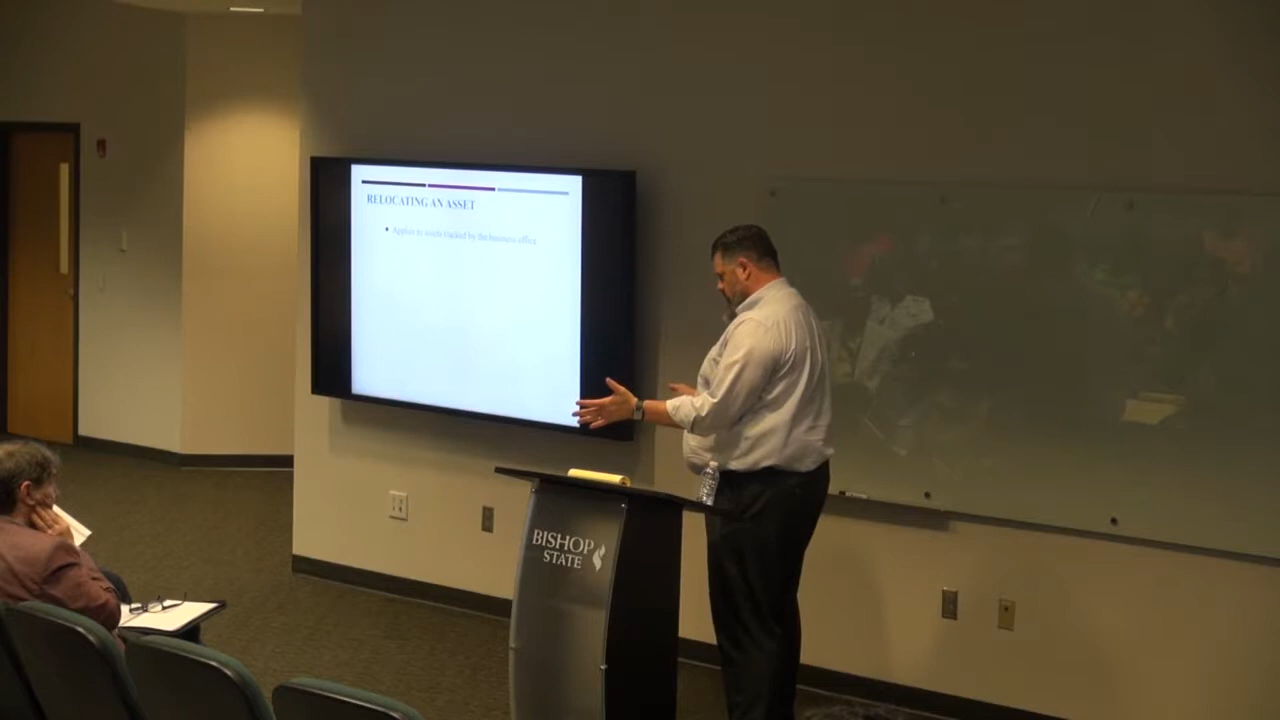 RELOCATING AN ASSET
• Applies to assets tracked by the business office
BISHOP
STATE